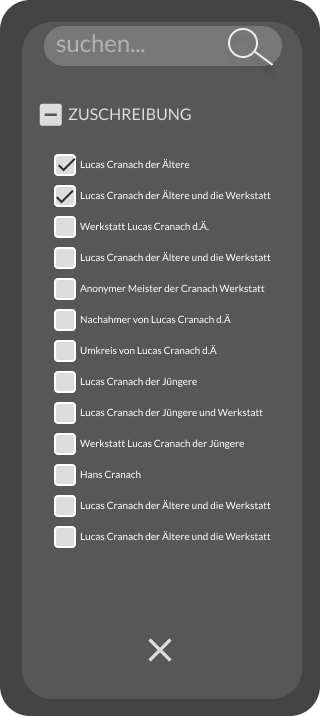 suchen...
ZUSCHREIBUNG
Lucas Cranach der Ältere
Lucas Cranach der Ältere und die Werkstatt
Werkstatt Lucas Cranach d.Ä.
Lucas Cranach der Ältere und die Werkstatt
Anonymer Meister der Cranach Werkstatt
Nachahmer von Lucas Cranach d.Ä
Umkreis von Lucas Cranach d.Ä
Lucas Cranach der Jüngere
Lucas Cranach der Jüngere und Werkstatt
Werkstatt Lucas Cranach der Jüngere
Hans Cranach
Lucas Cranach der Ältere und die Werkstatt
Lucas Cranach der Ältere und die Werkstatt